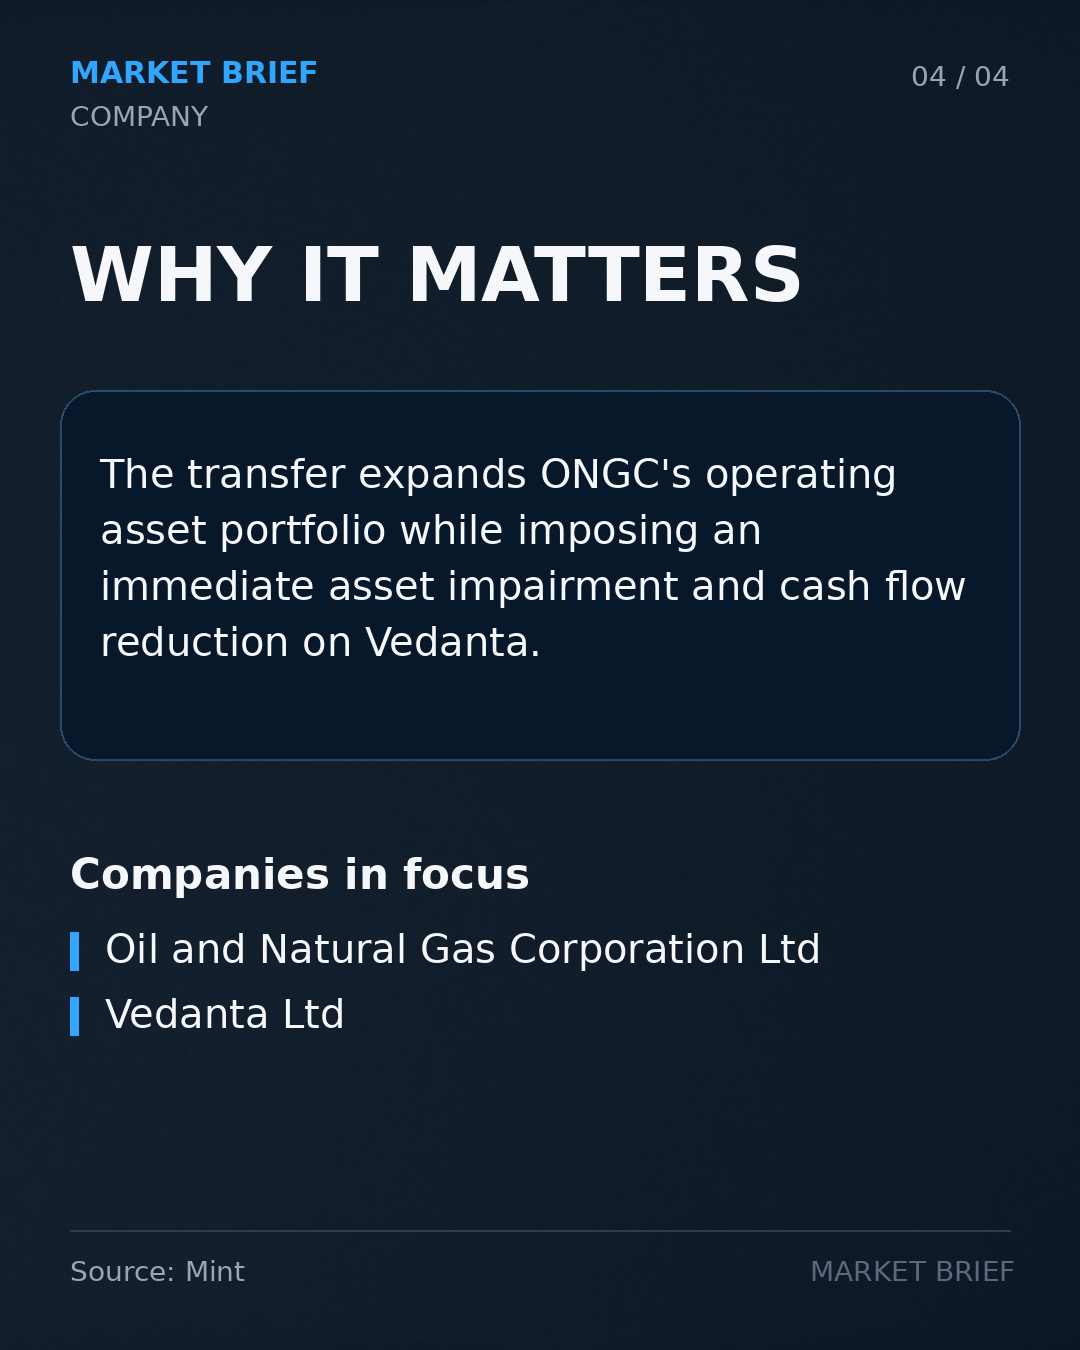 MARKET BRIEF
COMPANY
04 / 04
WHY IT MATTERS
The transfer expands ONGC's operating
asset portfolio while imposing an
immediate asset impairment and cash flow
reduction on Vedanta.
Companies in focus
Oil and Natural Gas Corporation Ltd
Vedanta Ltd
Source: Mint
MARKET BRIEF